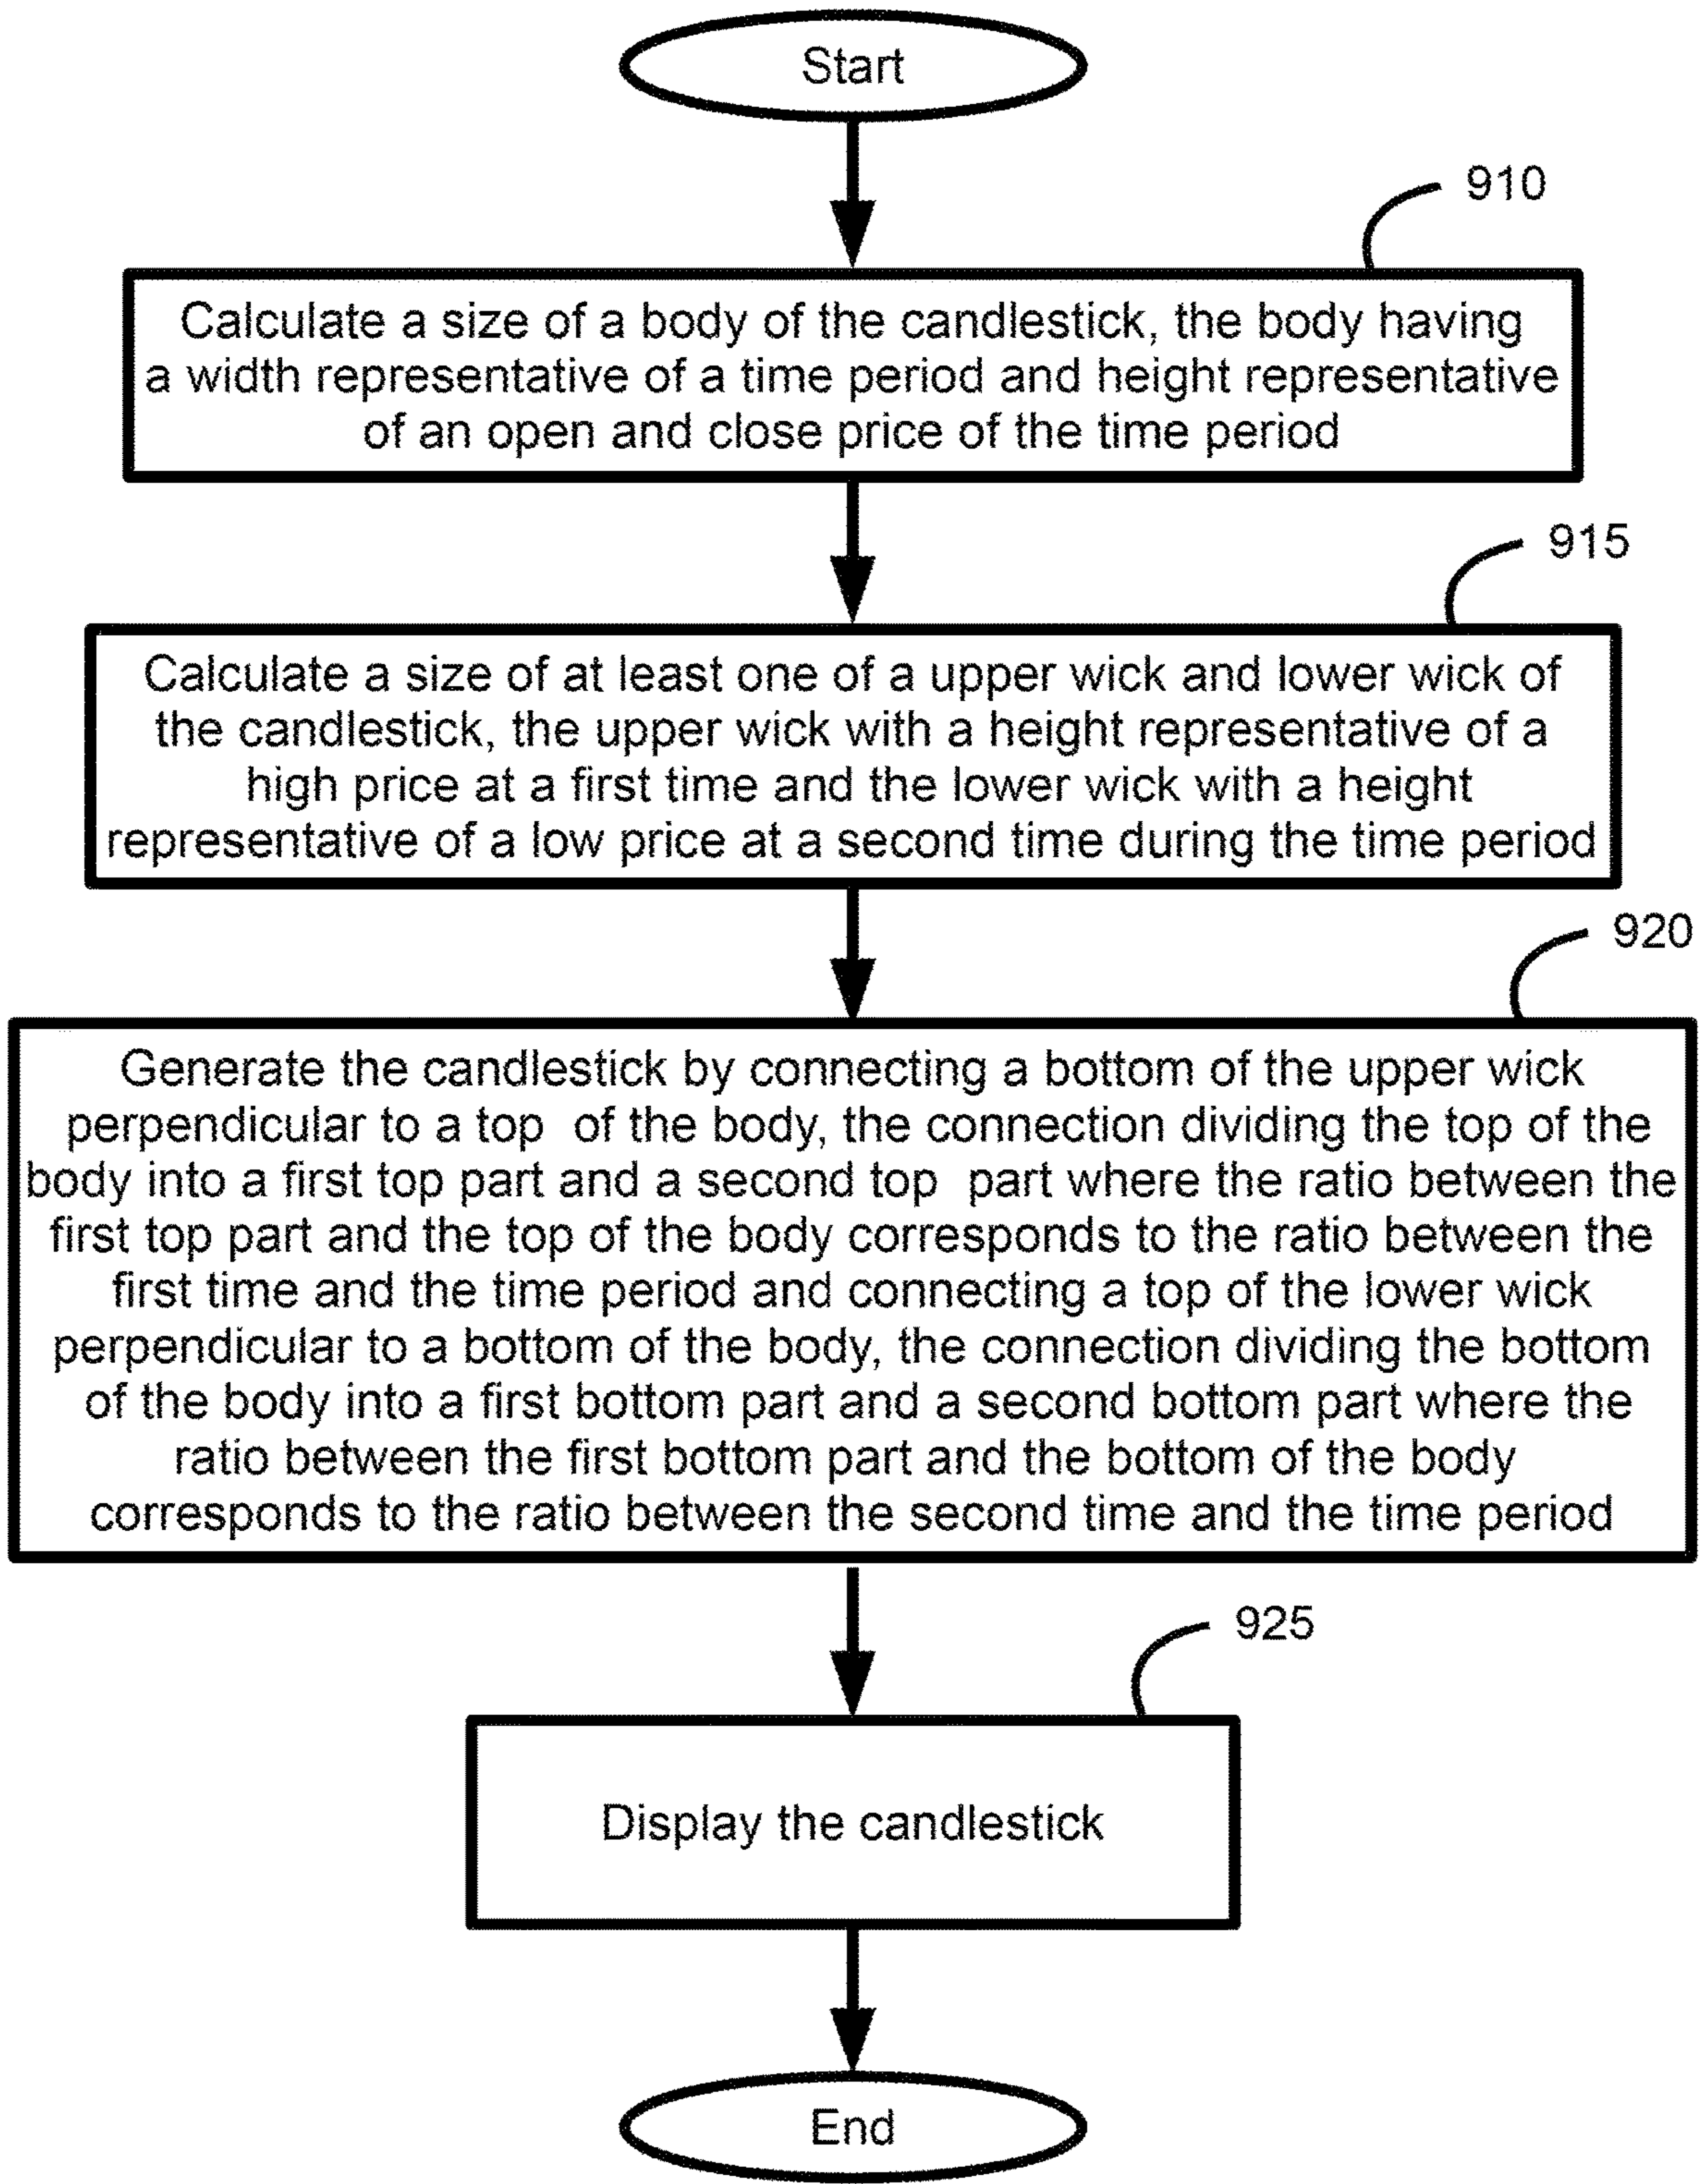 Start
910
Calculate a size of a body of the candlestick, the body having
a width representative of a time period and height representative
of an open and close price of the time period
915
Calculate a size of at least one of a upper wick and lower wick of
the candlestick, the upper wick with a height representative of a
high price at a first time and the lower wick with a height
representative of a low price at a second time during the time period
920
Generate the candlestick by connecting a bottom of the upper wick
perpendicular to a top of the body, the connection dividing the top of the
body into a first top part and a second top part where the ratio between the
first top part and the top of the body corresponds to the ratio between the
first time and the time period and connecting a top of the lower wick
perpendicular to a bottom of the body, the connection dividing the bottom
of the body into a first bottom part and a second bottom part where the
ratio between the first bottom part and the bottom of the body
corresponds to the ratio between the second time and the time period
925
Display the candlestick
End